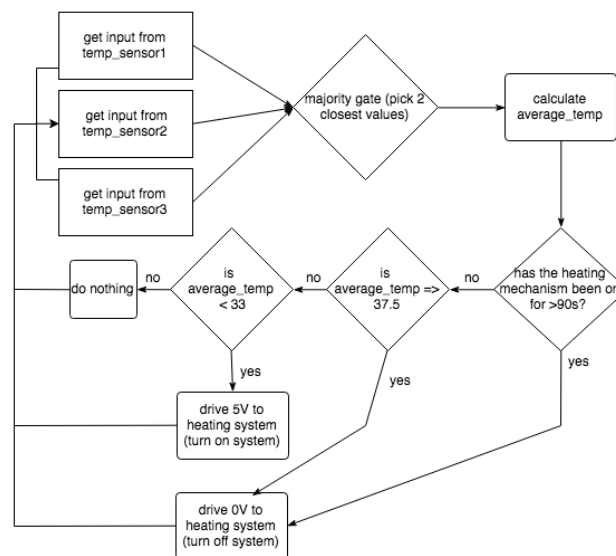 get input from
temp_sensor1
get input from
temp_sensor2
get input from
temp_sensor3
majority gate (pick 2
closest values)
calculate
average_temp
has the heating
mechanism been on
for >90s?
no
is
average_temp =>
37.5
no
is
average_temp
< 33
no
do nothing
yes
yes
yes
drive 5V to
heating system
(turn on system)
drive 0V to
heating system
(turn off system)